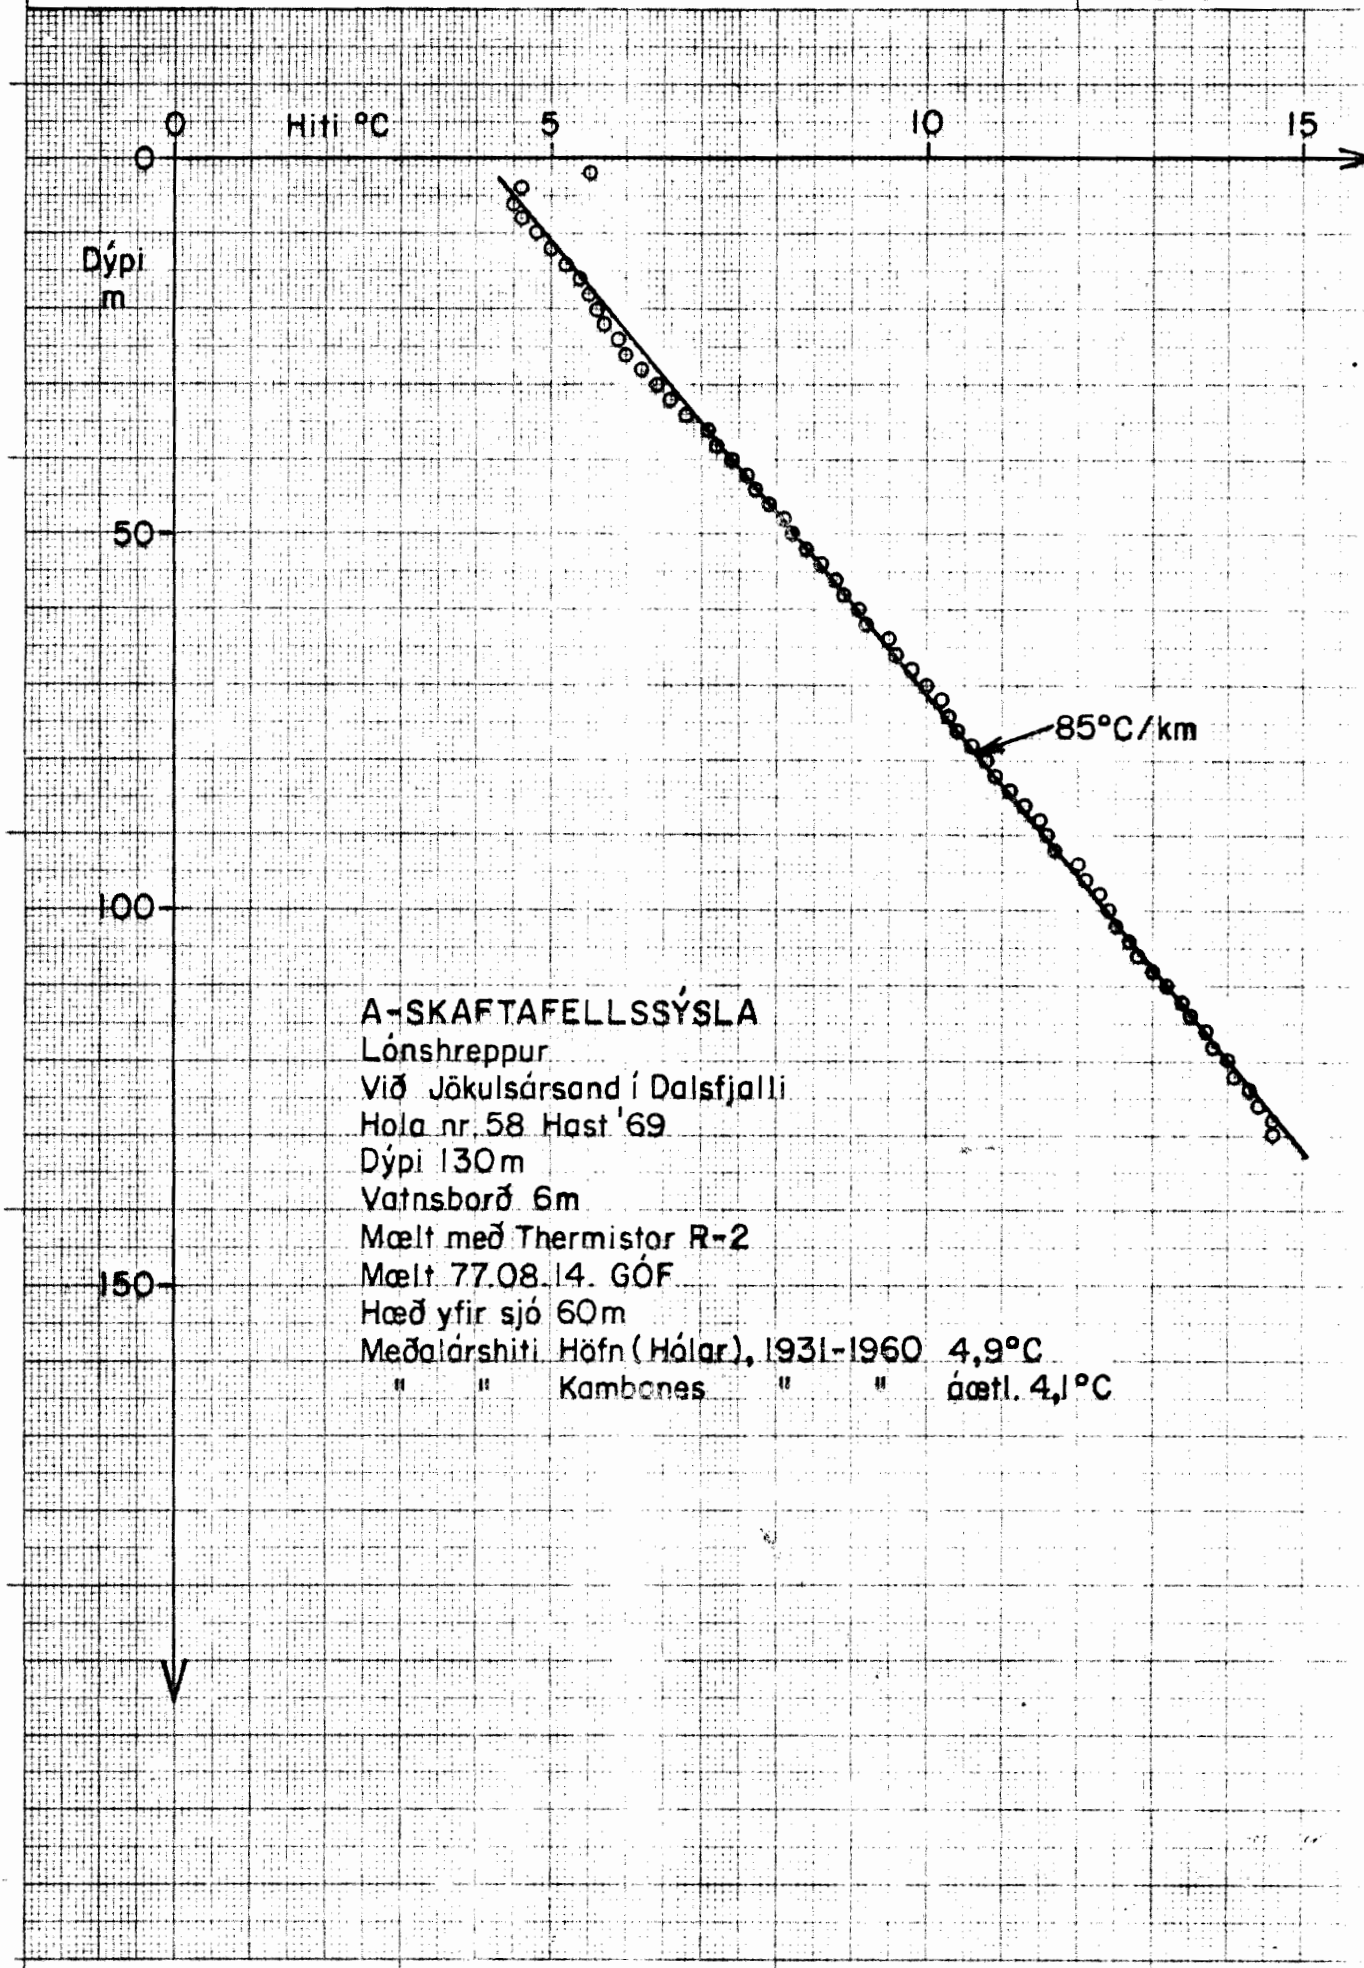 0 Hiti °C 5 10 15
0
Dýpi
m
50
85°C/km
100
A-SKAFTAFELLSSÝSLA
Lónshreppur
Við Jökulsársand í Dalsfjalli
Hola nr. 58 Hast '69
Dýpi 130m
Vatnsborð 6m
Mælt með Thermistor R-2
Mælt 77.08.14. GÓF
150
Hæð yfir sjó 60m
Meðalárshiti Höfn (Hólar), 1931-1960 4,9°C
" " Kambanes " " áætl. 4,1°C